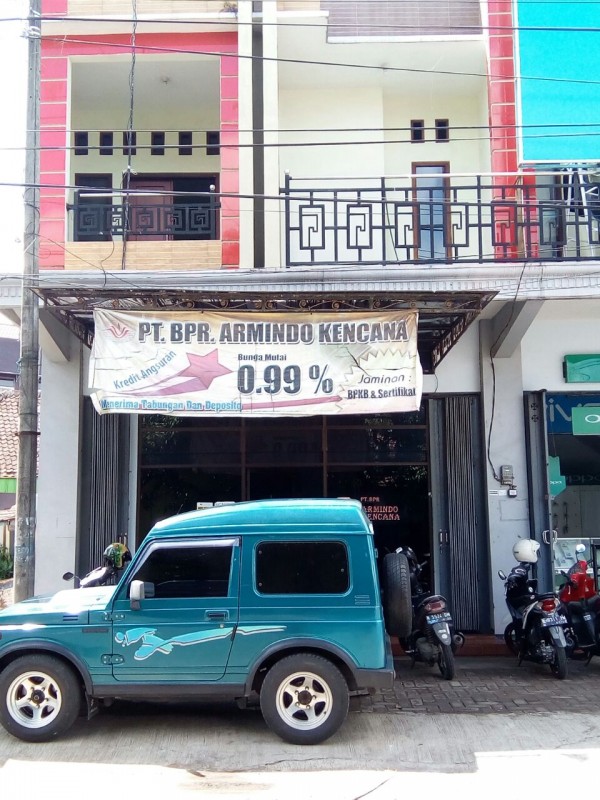 PT. BPR. ARMINDO KENCANA
Kredit Angsuran
Bunga Mulai
0.99 %
Jaminan :
BPKB & Sertifikat
Menerima Tabungan Dan Deposito
PT. BPR
ARMINDO
KENCANA
oppo